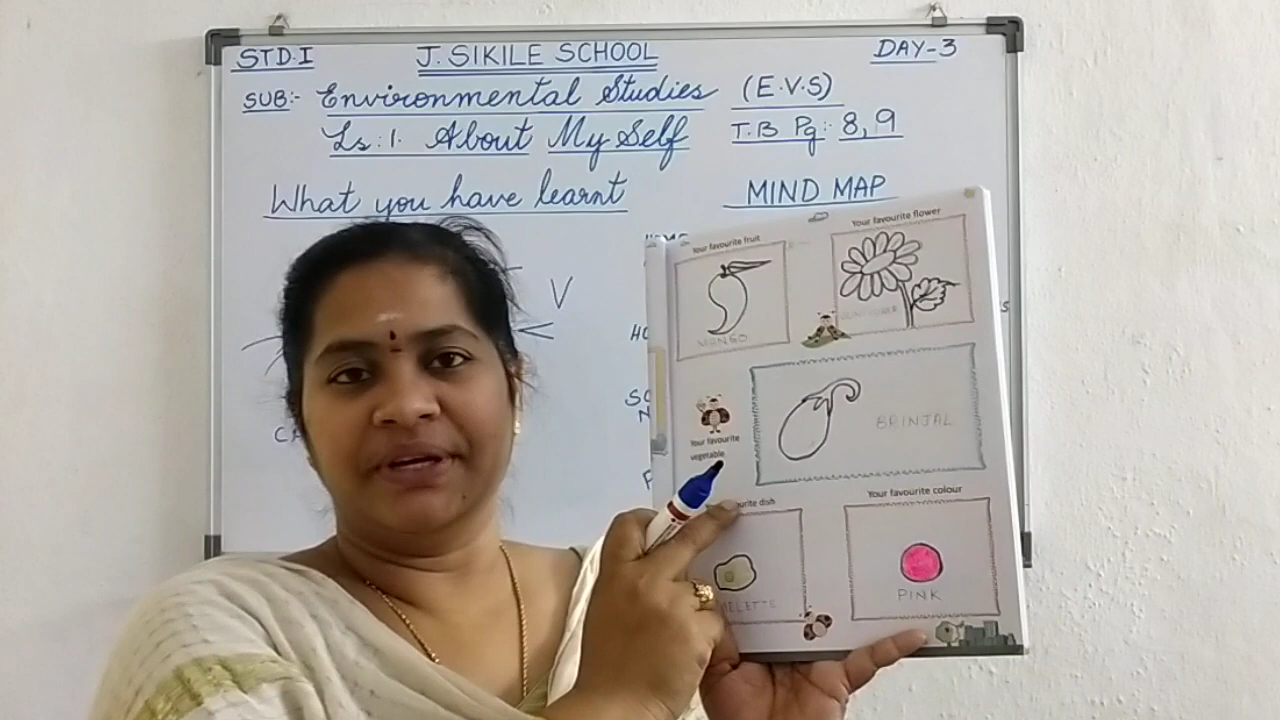 STD.I
J. SIKILE SCHOOL
DAY-3
SUB:- Environmental Studies (E.V.S)
Ls:1. About My Self
T.B Pg:- 8, 9
What you have learnt
MIND MAP
V
Your favourite fruit
MANGO
Your favourite flower
Your favourite
vegetable
BRINJAL
dish
Your favourite colour
PINK